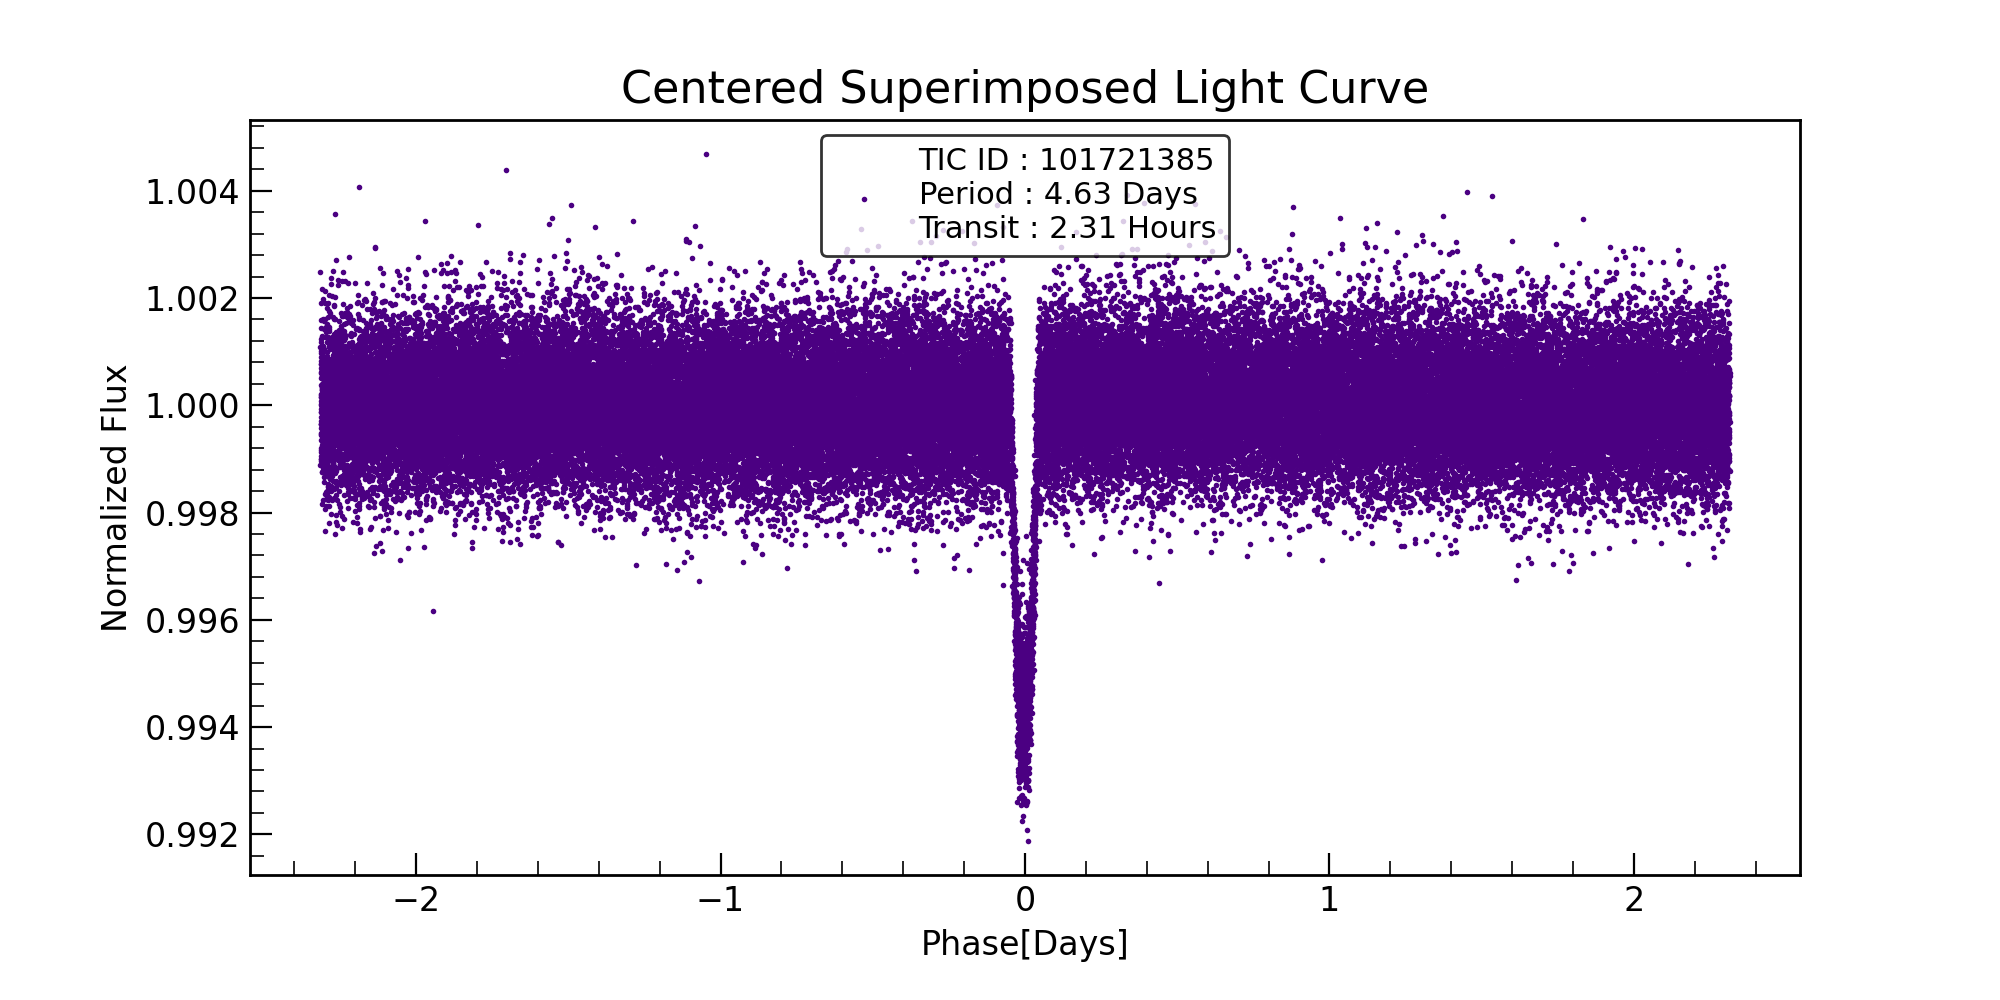 Centered Superimposed Light Curve
TIC ID : 101721385
Period : 4.63 Days
Transit : 2.31 Hours
1.004
1.002
1.000
0.998
0.996
0.994
0.992
Normalized Flux
−2 −1 0 1 2
Phase[Days]